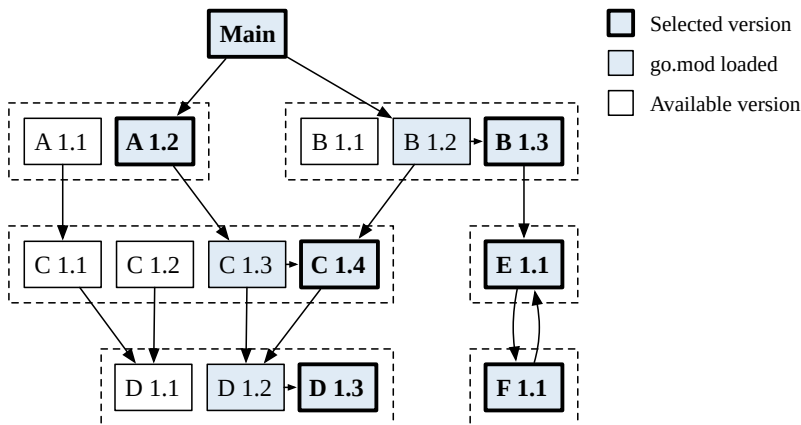 Main
Selected version
go.mod loaded
Available version
A 1.1
A 1.2
B 1.1
B 1.2
B 1.3
C 1.1
C 1.2
C 1.3
C 1.4
E 1.1
D 1.1
D 1.2
D 1.3
F 1.1